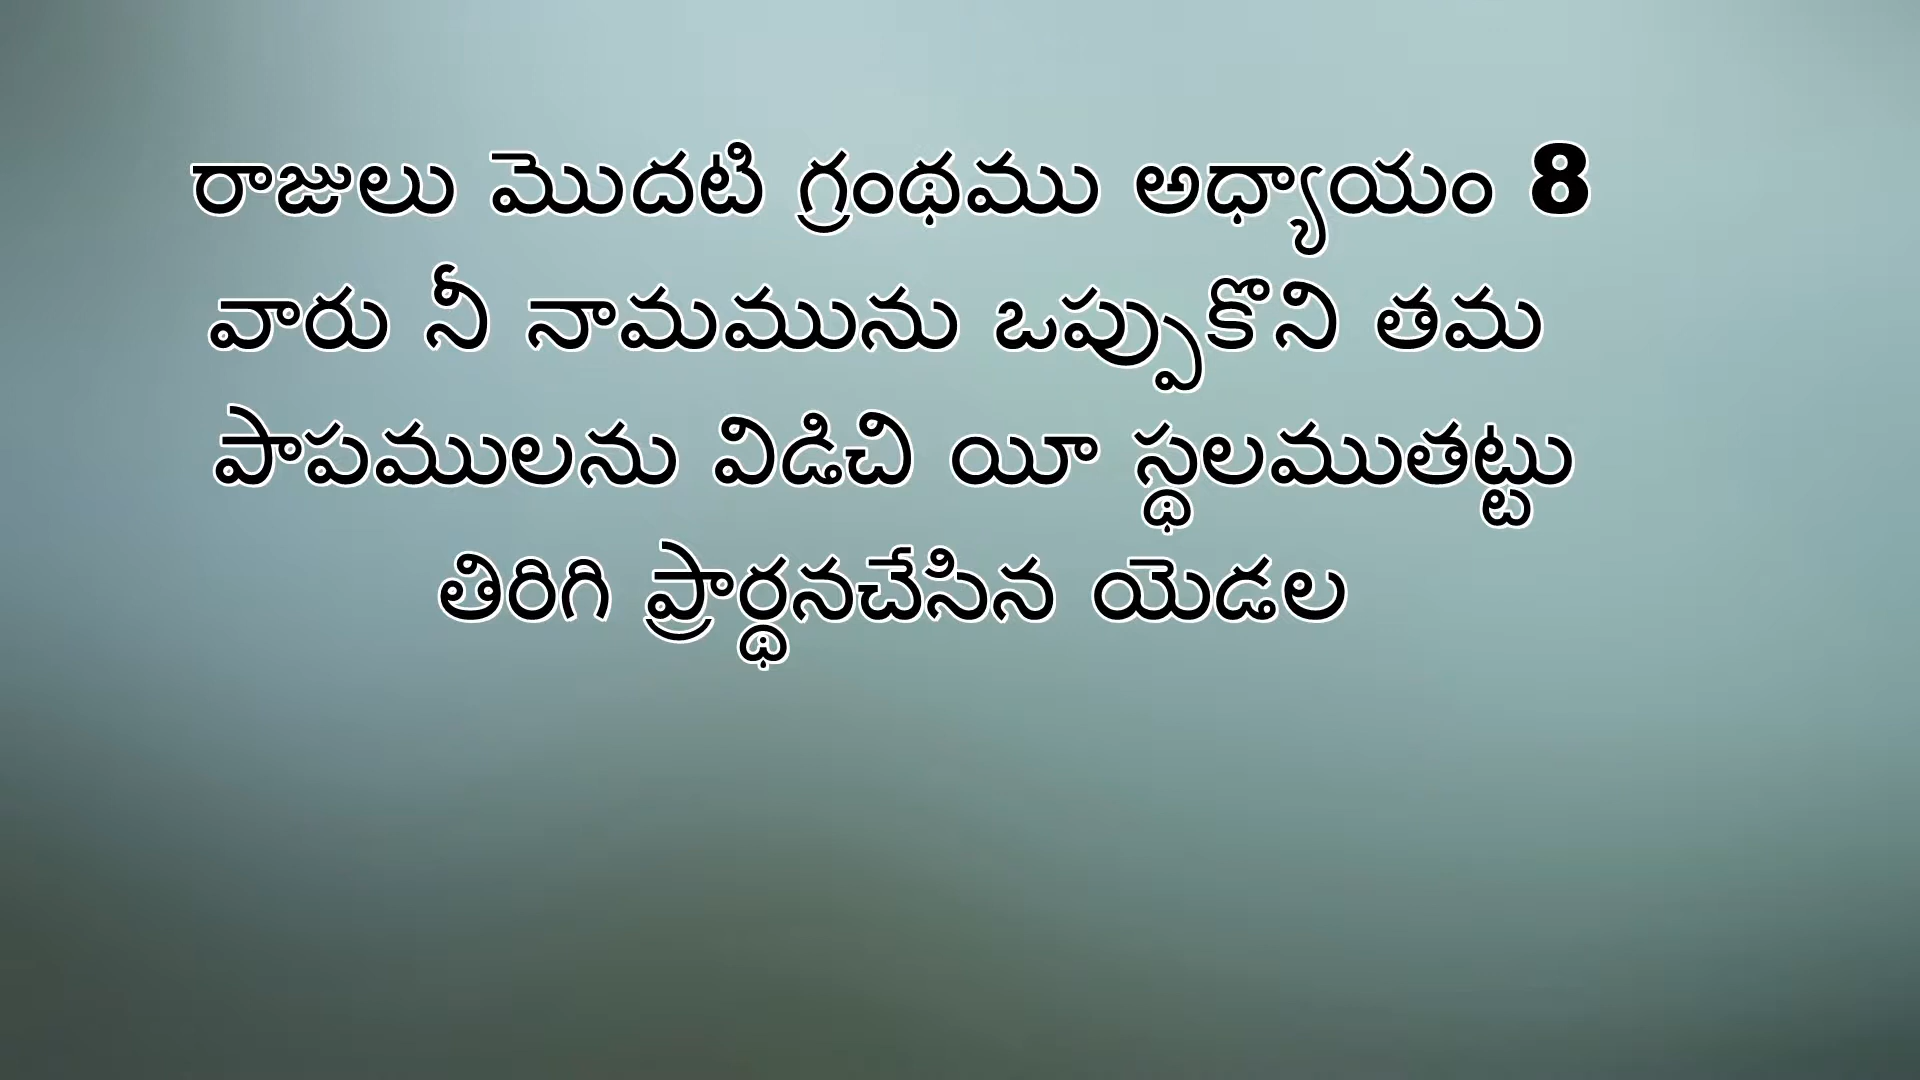 రాజులు మొదటి గ్రంథము అధ్యాయం 8
వారు నీ నామమును ఒప్పుకొని తమ
పాపములను విడిచి యీ స్థలముతట్టు
తిరిగి ప్రార్థనచేసిన యెడల